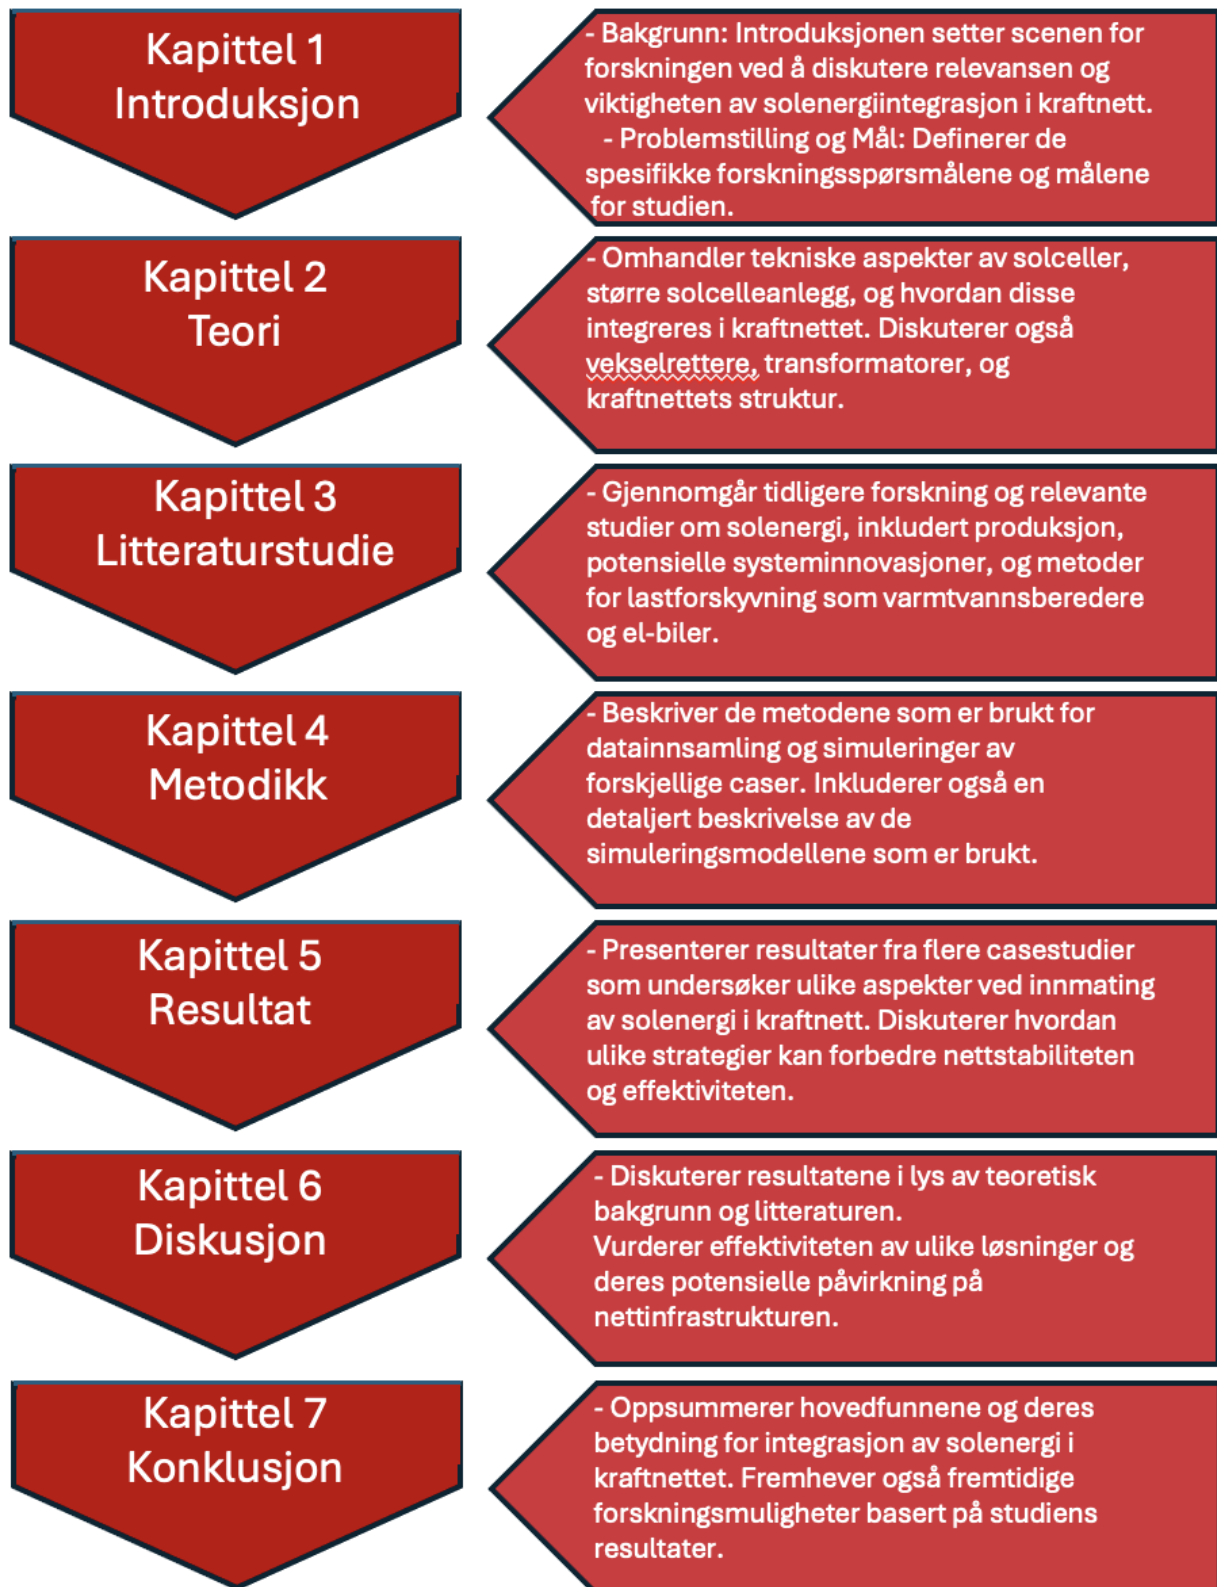 Kapittel 1
Introduksjon
- Bakgrunn: Introduksjonen setter scenen for
forskningen ved å diskutere relevansen og
viktigheten av solenergiintegrasjon i kraftnett.
- Problemstilling og Mål: Definerer de
spesifikke forskningsspørsmålene og målene
for studien.
Kapittel 2
Teori
- Omhandler tekniske aspekter av solceller,
større solcelleanlegg, og hvordan disse
integreres i kraftnettet. Diskuterer også
vekselrettere, transformatorer, og
kraftnettets struktur.
Kapittel 3
Litteraturstudie
- Gjennomgår tidligere forskning og relevante
studier om solenergi, inkludert produksjon,
potensielle systeminnovasjoner, og metoder
for lastforskyvning som varmtvannsberedere
og el-biler.
Kapittel 4
Metodikk
- Beskriver de metodene som er brukt for
datainnsamling og simuleringer av
forskjellige caser. Inkluderer også en
detaljert beskrivelse av de
simuleringsmodellene som er brukt.
Kapittel 5
Resultat
- Presenterer resultater fra flere casestudier
som undersøker ulike aspekter ved innmating
av solenergi i kraftnett. Diskuterer hvordan
ulike strategier kan forbedre nettstabiliteten
og effektiviteten.
Kapittel 6
Diskusjon
- Diskuterer resultatene i lys av teoretisk
bakgrunn og litteraturen.
Vurderer effektiviteten av ulike løsninger og
deres potensielle påvirkning på
nettinfrastrukturen.
Kapittel 7
Konklusjon
- Oppsummerer hovedfunnene og deres
betydning for integrasjon av solenergi i
kraftnettet. Fremhever også fremtidige
forskningsmuligheter basert på studiens
resultater.